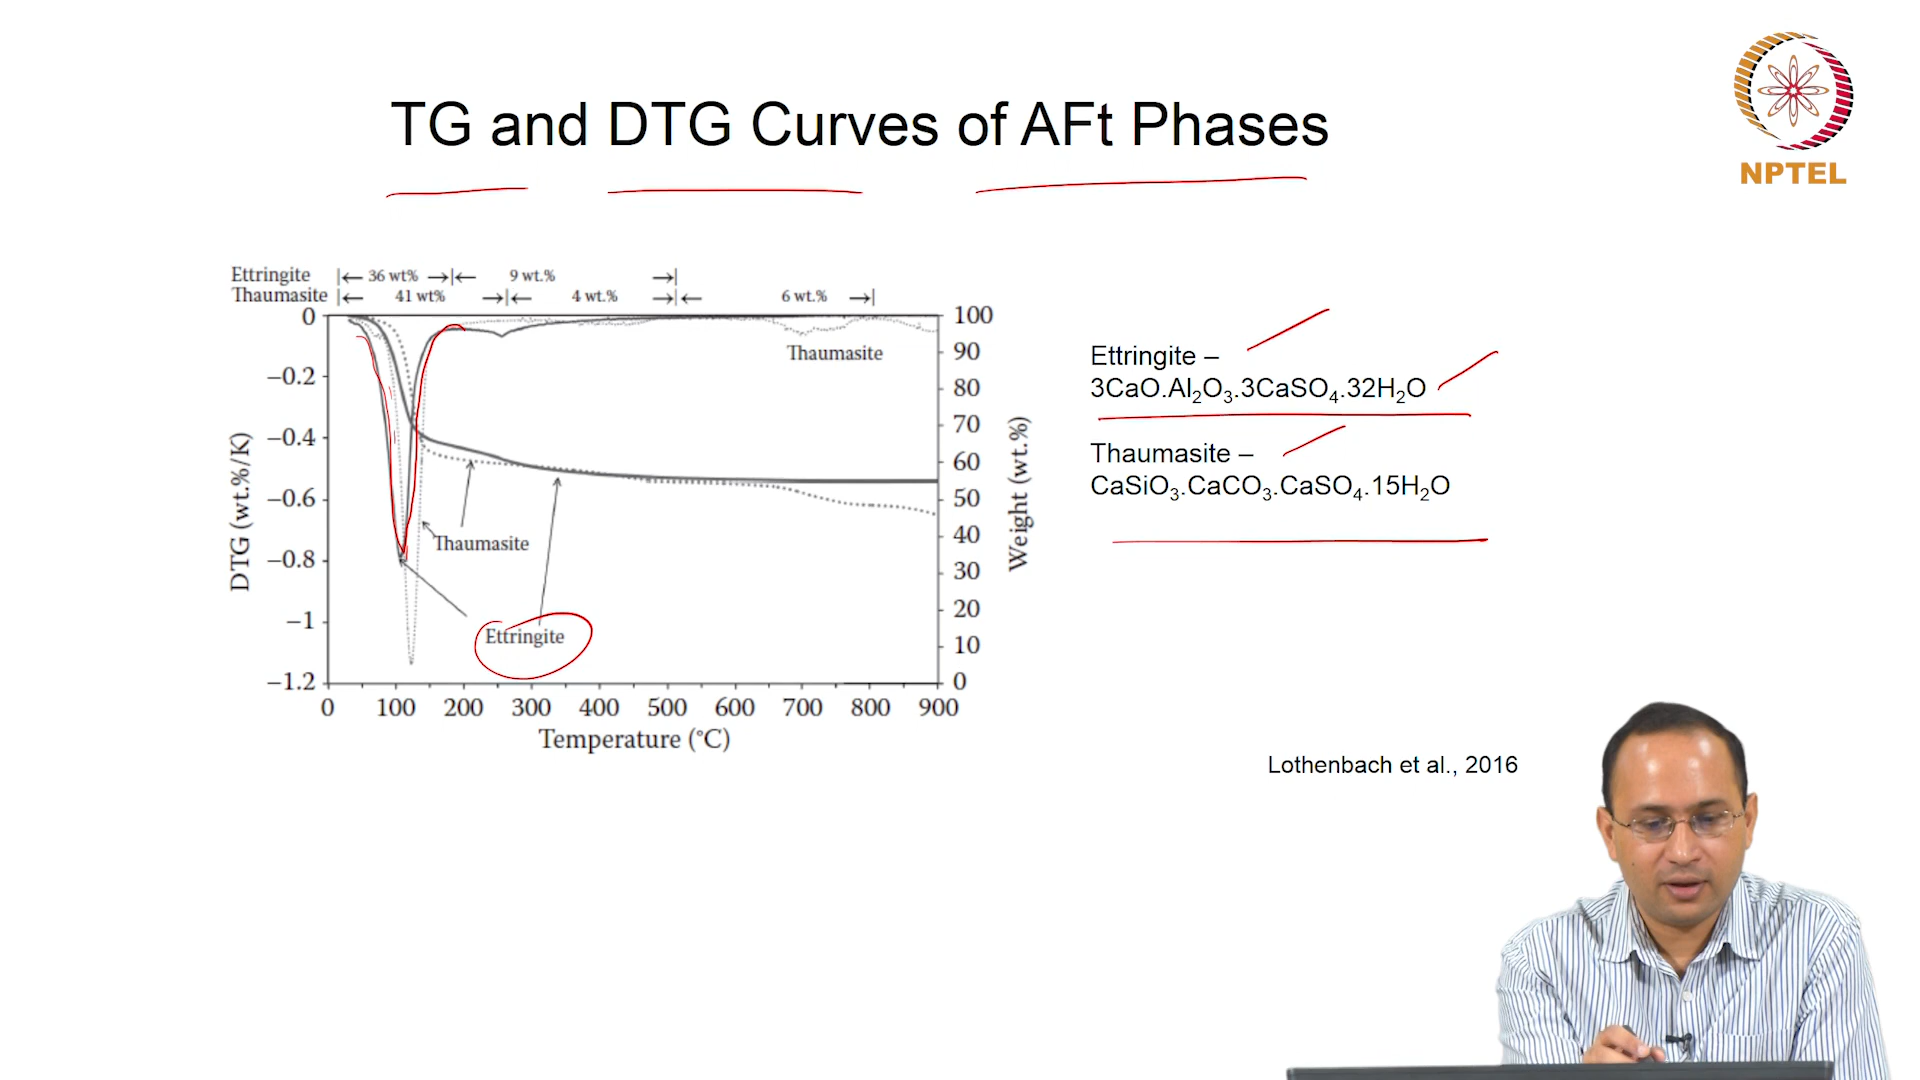 TG and DTG Curves of AFt Phases
NPTEL
Ettringite |← 36 wt% →|← 9 wt.% →|
Thaumasite |← 41 wt% →|← 4 wt.% →|← 6 wt.% →|
0
−0.2
−0.4
−0.6
−0.8
−1
−1.2
DTG (wt.%/K)
100
90
80
70
60
50
40
30
20
10
0
Weight (wt.%)
Thaumasite
Thaumasite
Ettringite
0 100 200 300 400 500 600 700 800 900
Temperature (°C)
Ettringite –
3CaO.Al₂O₃.3CaSO₄.32H₂O
Thaumasite –
CaSiO₃.CaCO₃.CaSO₄.15H₂O
Lothenbach et al., 2016